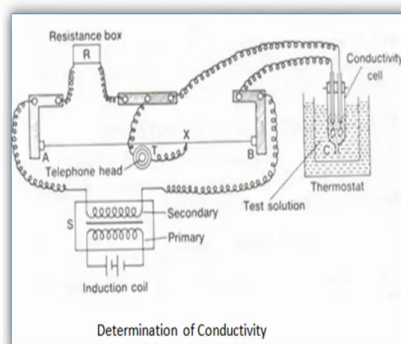 Resistance box
R
Conductivity
cell
A
T
X
B
Telephone head
C
Thermostat
Test solution
S
Secondary
Primary
Induction coil
Determination of Conductivity